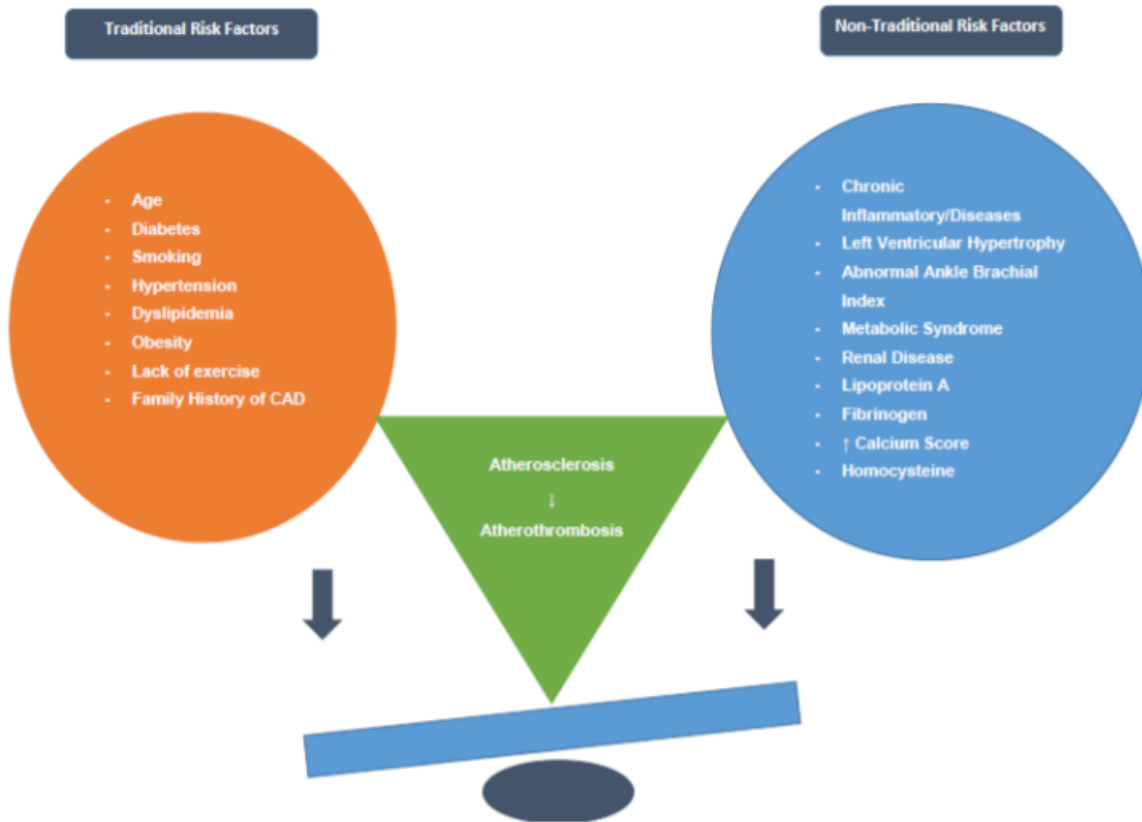 Traditional Risk Factors
Non-Traditional Risk Factors
- Age
- Diabetes
- Smoking
- Hypertension
- Dyslipidemia
- Obesity
- Lack of exercise
- Family History of CAD
- Chronic
Inflammatory/Diseases
- Left Ventricular Hypertrophy
- Abnormal Ankle Brachial
Index
- Metabolic Syndrome
- Renal Disease
- Lipoprotein A
- Fibrinogen
- ↑ Calcium Score
- Homocysteine
Atherosclerosis
↓
Atherothrombosis